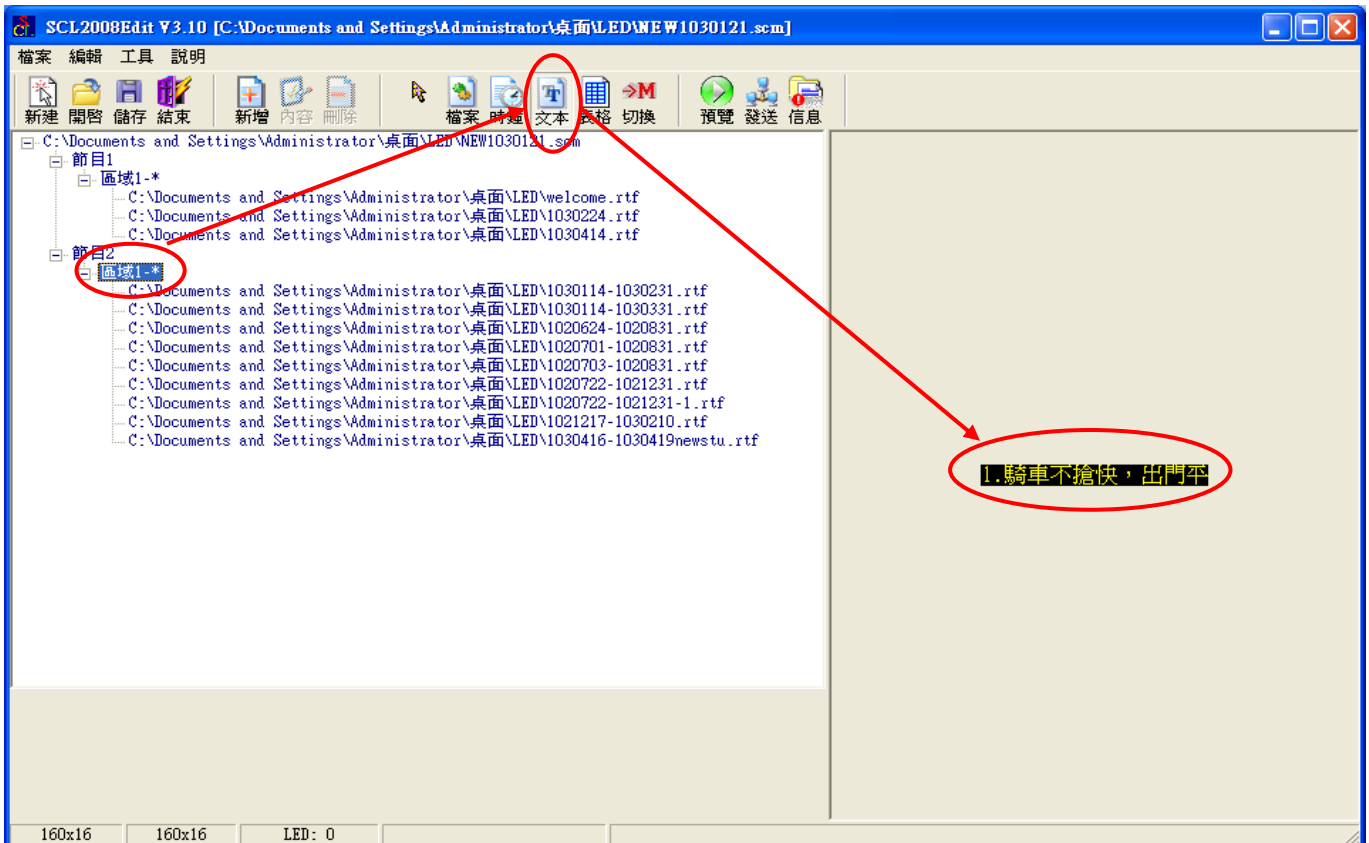 SCL2008Edit V3.10 [C:\Documents and Settings\Administrator\桌面\LED\NEW1030121.scm]
檔案 編輯 工具 説明
新建 開啓 儲存 結束 新增 內容 刪除 檔案 時鐘 文本 表格 切換 預覽 發送 信息
C:\Documents and Settings\Administrator\桌面\LED\NEW1030121.scm
節目1
區域1-*
C:\Documents and Settings\Administrator\桌面\LED\welcome.rtf
C:\Documents and Settings\Administrator\桌面\LED\1030224.rtf
C:\Documents and Settings\Administrator\桌面\LED\1030414.rtf
節目2
區域1-*
C:\Documents and Settings\Administrator\桌面\LED\1030114-1030231.rtf
C:\Documents and Settings\Administrator\桌面\LED\1030114-1030331.rtf
C:\Documents and Settings\Administrator\桌面\LED\1020624-1020831.rtf
C:\Documents and Settings\Administrator\桌面\LED\1020701-1020831.rtf
C:\Documents and Settings\Administrator\桌面\LED\1020703-1020831.rtf
C:\Documents and Settings\Administrator\桌面\LED\1020722-1021231.rtf
C:\Documents and Settings\Administrator\桌面\LED\1020722-1021231-1.rtf
C:\Documents and Settings\Administrator\桌面\LED\1021217-1030210.rtf
C:\Documents and Settings\Administrator\桌面\LED\1030416-1030419newstu.rtf
1.騎車不搶快，出門平
160x16 160x16 LED: 0